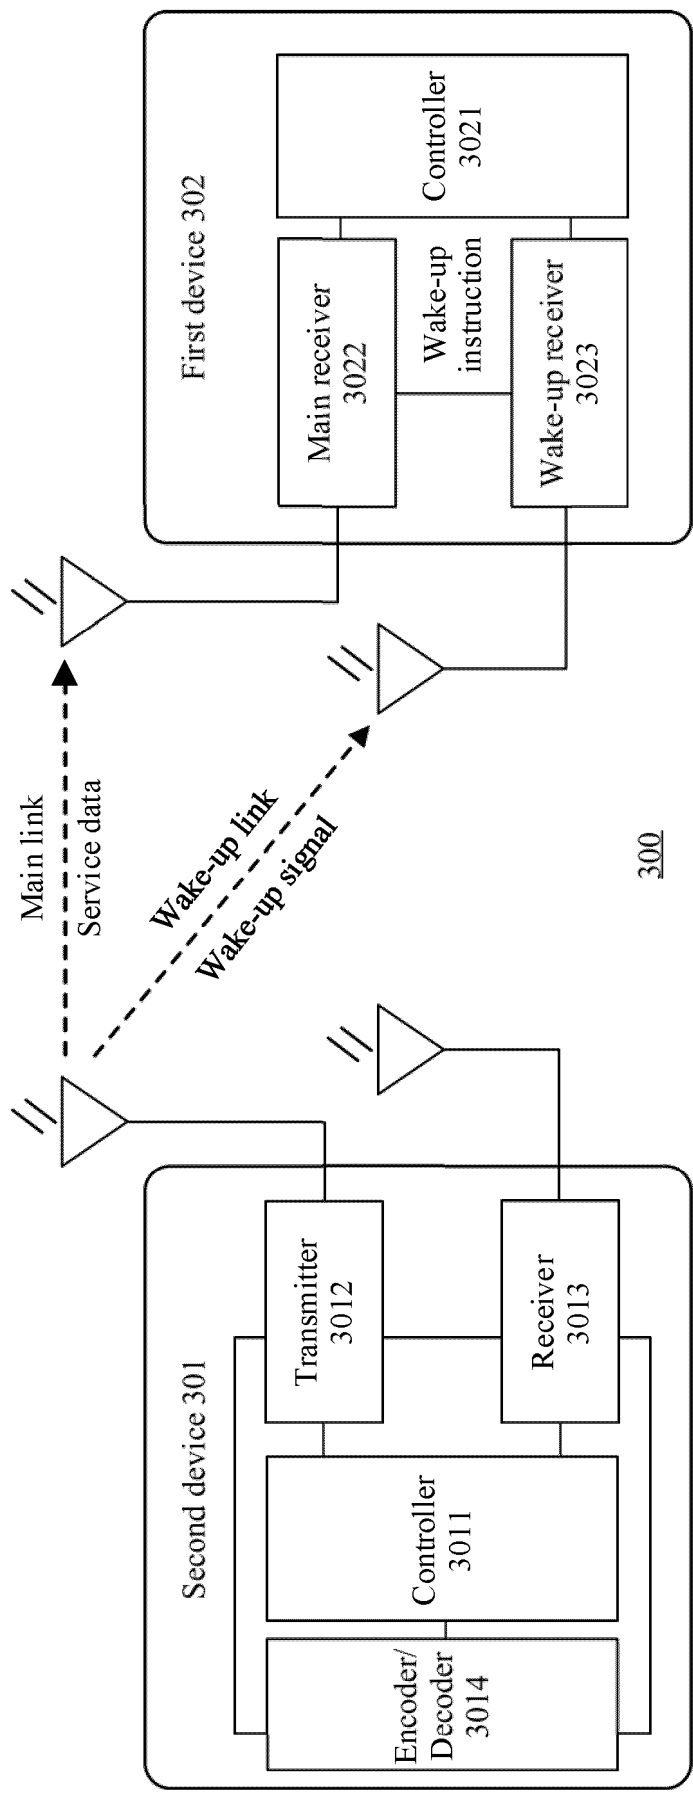 Second device 301
Encoder/
Decoder
3014
Controller
3011
Transmitter
3012
Receiver
3013
Main link
Service data
Wake-up link
Wake-up signal
First device 302
Main receiver
3022
Wake-up
instruction
Wake-up receiver
3023
Controller
3021
300